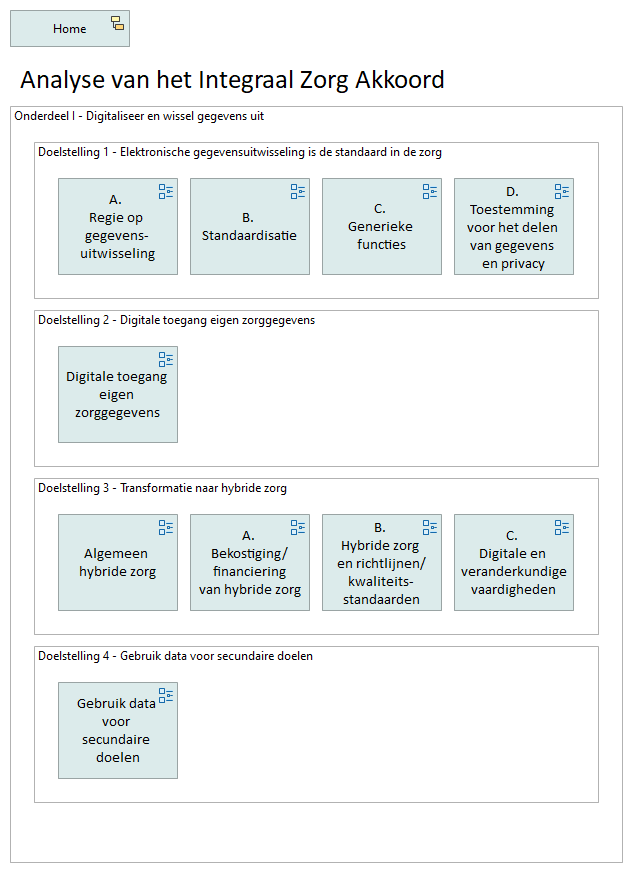 Home
Analyse van het Integraal Zorg Akkoord
Onderdeel I - Digitaliseer en wissel gegevens uit
Doelstelling 1 - Elektronische gegevensuitwisseling is de standaard in de zorg
A.
Regie op
gegevens-
uitwisseling
B.
Standaardisatie
C.
Generieke
functies
D.
Toestemming
voor het delen
van gegevens
en privacy
Doelstelling 2 - Digitale toegang eigen zorggegevens
Digitale toegang
eigen
zorggegevens
Doelstelling 3 - Transformatie naar hybride zorg
Algemeen
hybride zorg
A.
Bekostiging/
financiering
van hybride zorg
B.
Hybride zorg
en richtlijnen/
kwaliteits-
standaarden
C.
Digitale en
veranderkundige
vaardigheden
Doelstelling 4 - Gebruik data voor secundaire doelen
Gebruik data
voor
secundaire
doelen